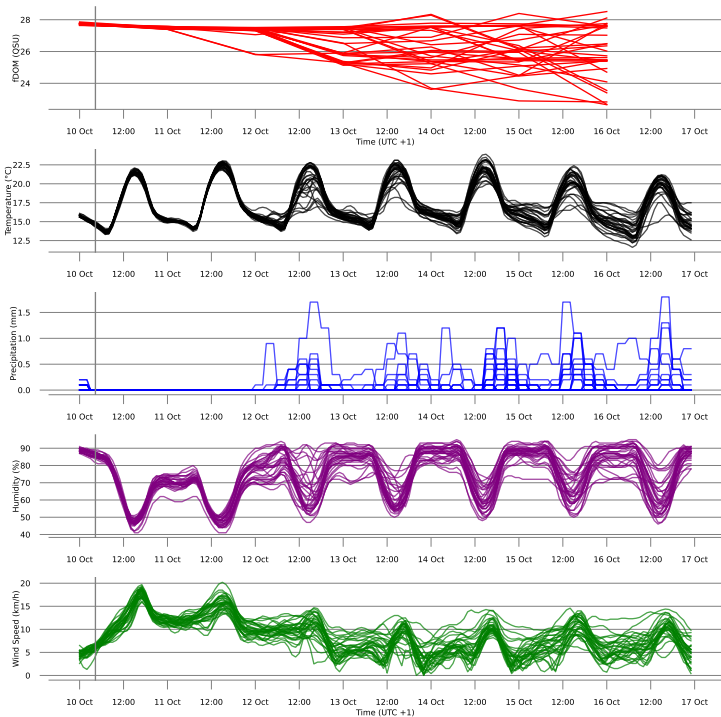 fDOM (QSU)
28
26
24
10 Oct 12:00 11 Oct 12:00 12 Oct 12:00 13 Oct 12:00 14 Oct 12:00 15 Oct 12:00 16 Oct 12:00 17 Oct
Time (UTC +1)
Temperature (°C)
22.5
20.0
17.5
15.0
12.5
10 Oct 12:00 11 Oct 12:00 12 Oct 12:00 13 Oct 12:00 14 Oct 12:00 15 Oct 12:00 16 Oct 12:00 17 Oct
Precipitation (mm)
1.5
1.0
0.5
0.0
10 Oct 12:00 11 Oct 12:00 12 Oct 12:00 13 Oct 12:00 14 Oct 12:00 15 Oct 12:00 16 Oct 12:00 17 Oct
Humidity (%)
90
80
70
60
50
40
10 Oct 12:00 11 Oct 12:00 12 Oct 12:00 13 Oct 12:00 14 Oct 12:00 15 Oct 12:00 16 Oct 12:00 17 Oct
Wind Speed (km/h)
20
15
10
5
0
10 Oct 12:00 11 Oct 12:00 12 Oct 12:00 13 Oct 12:00 14 Oct 12:00 15 Oct 12:00 16 Oct 12:00 17 Oct
Time (UTC +1)